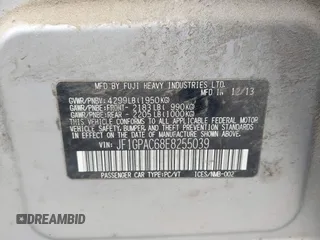 MFD BY FUJI HEAVY INDUSTRIES LTD.
MAN IN 12/13
GVWR/PNBV: 4299LB(1950KG)
GAWR/PNBE:FRONT- 2183LB( 990KG)
GAWR/PNBE:REAR - 2205LB(1000KG)
THIS VEHICLE CONFORMS TO ALL APPLICABLE
FEDERAL MOTOR VEHICLE SAFETY, BUMPER,
AND THEFT PREVENTION STANDARDS IN
EFFECT ON THE DATE OF MANUFACTURE
SHOWN ABOVE.
VIN: JF1GPAC68E8255039
PASSENGER CAR TYPE:PC/VT
ICES/NMB-002
autobidcar